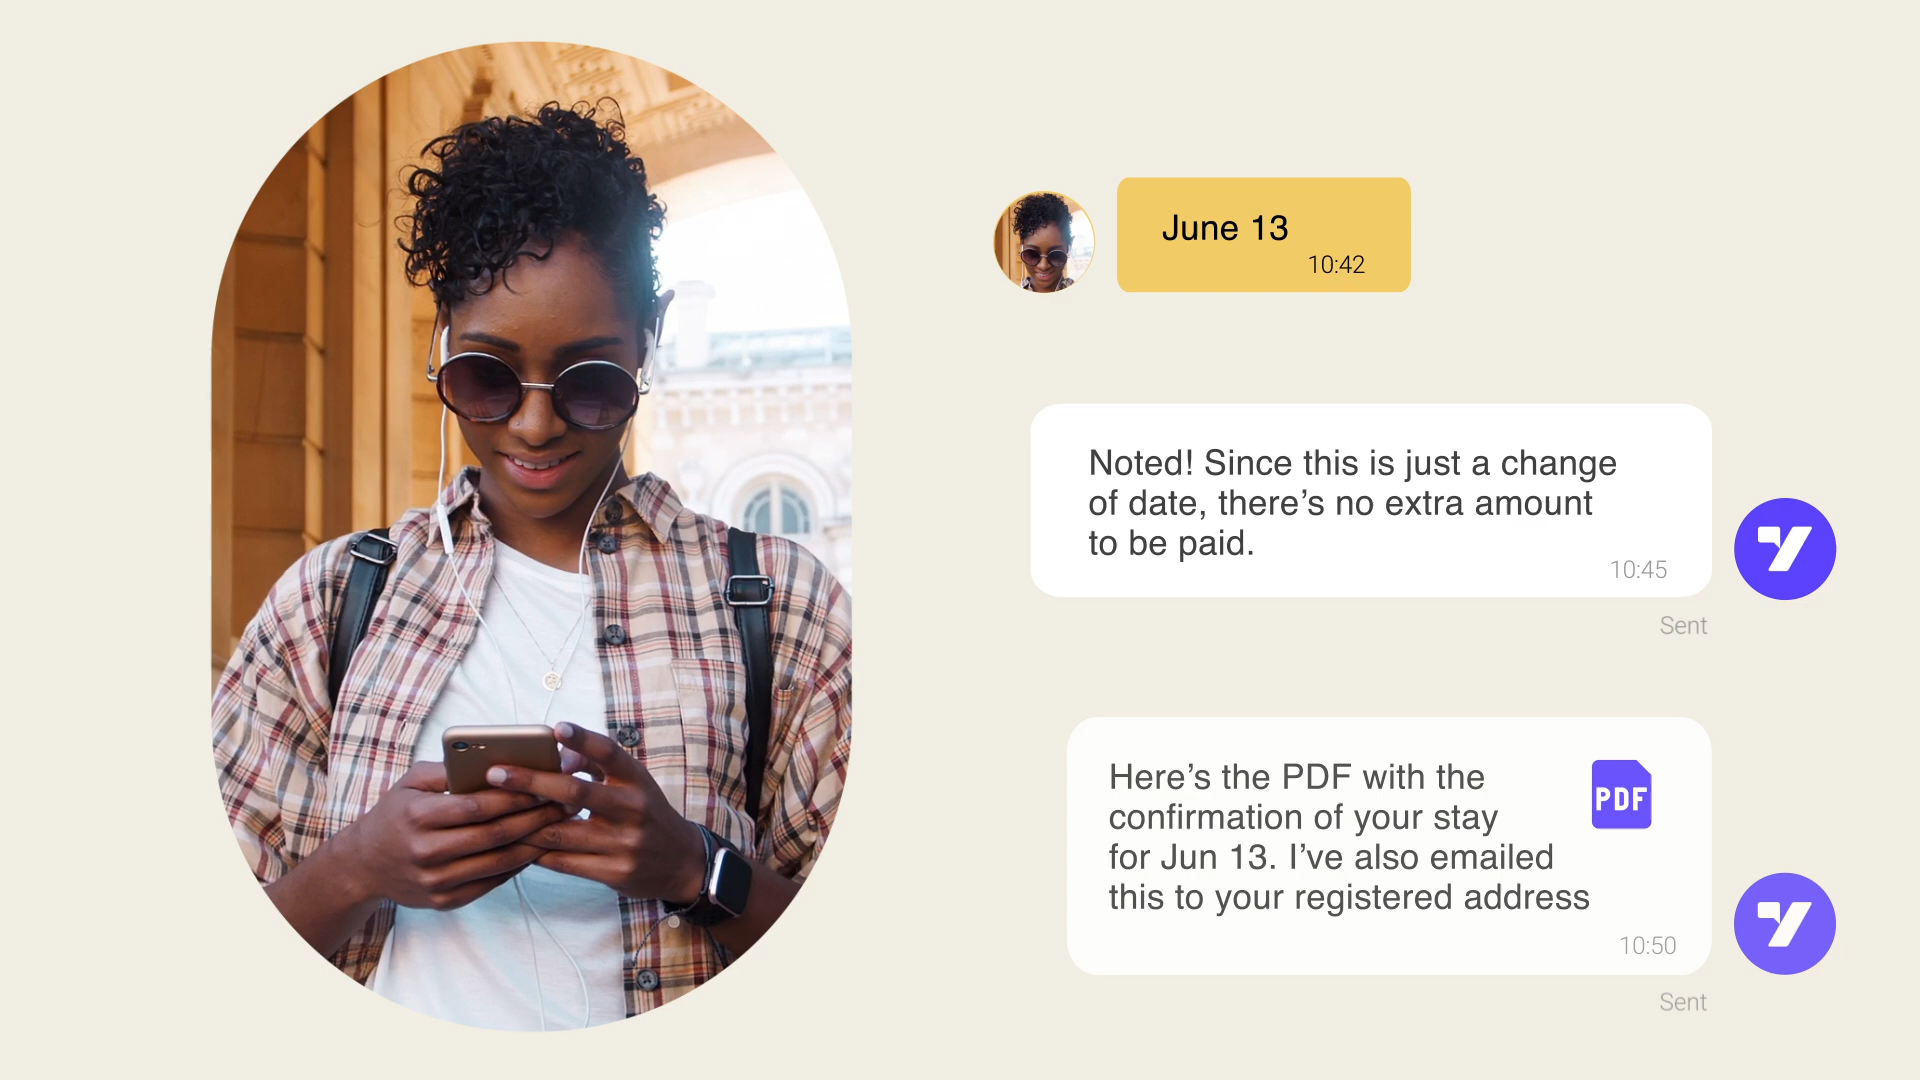 June 13
10:42
Noted! Since this is just a change
of date, there’s no extra amount
to be paid.
10:45
Sent
Here’s the PDF with the
confirmation of your stay
for Jun 13. I’ve also emailed
this to your registered address
PDF
10:50
Sent